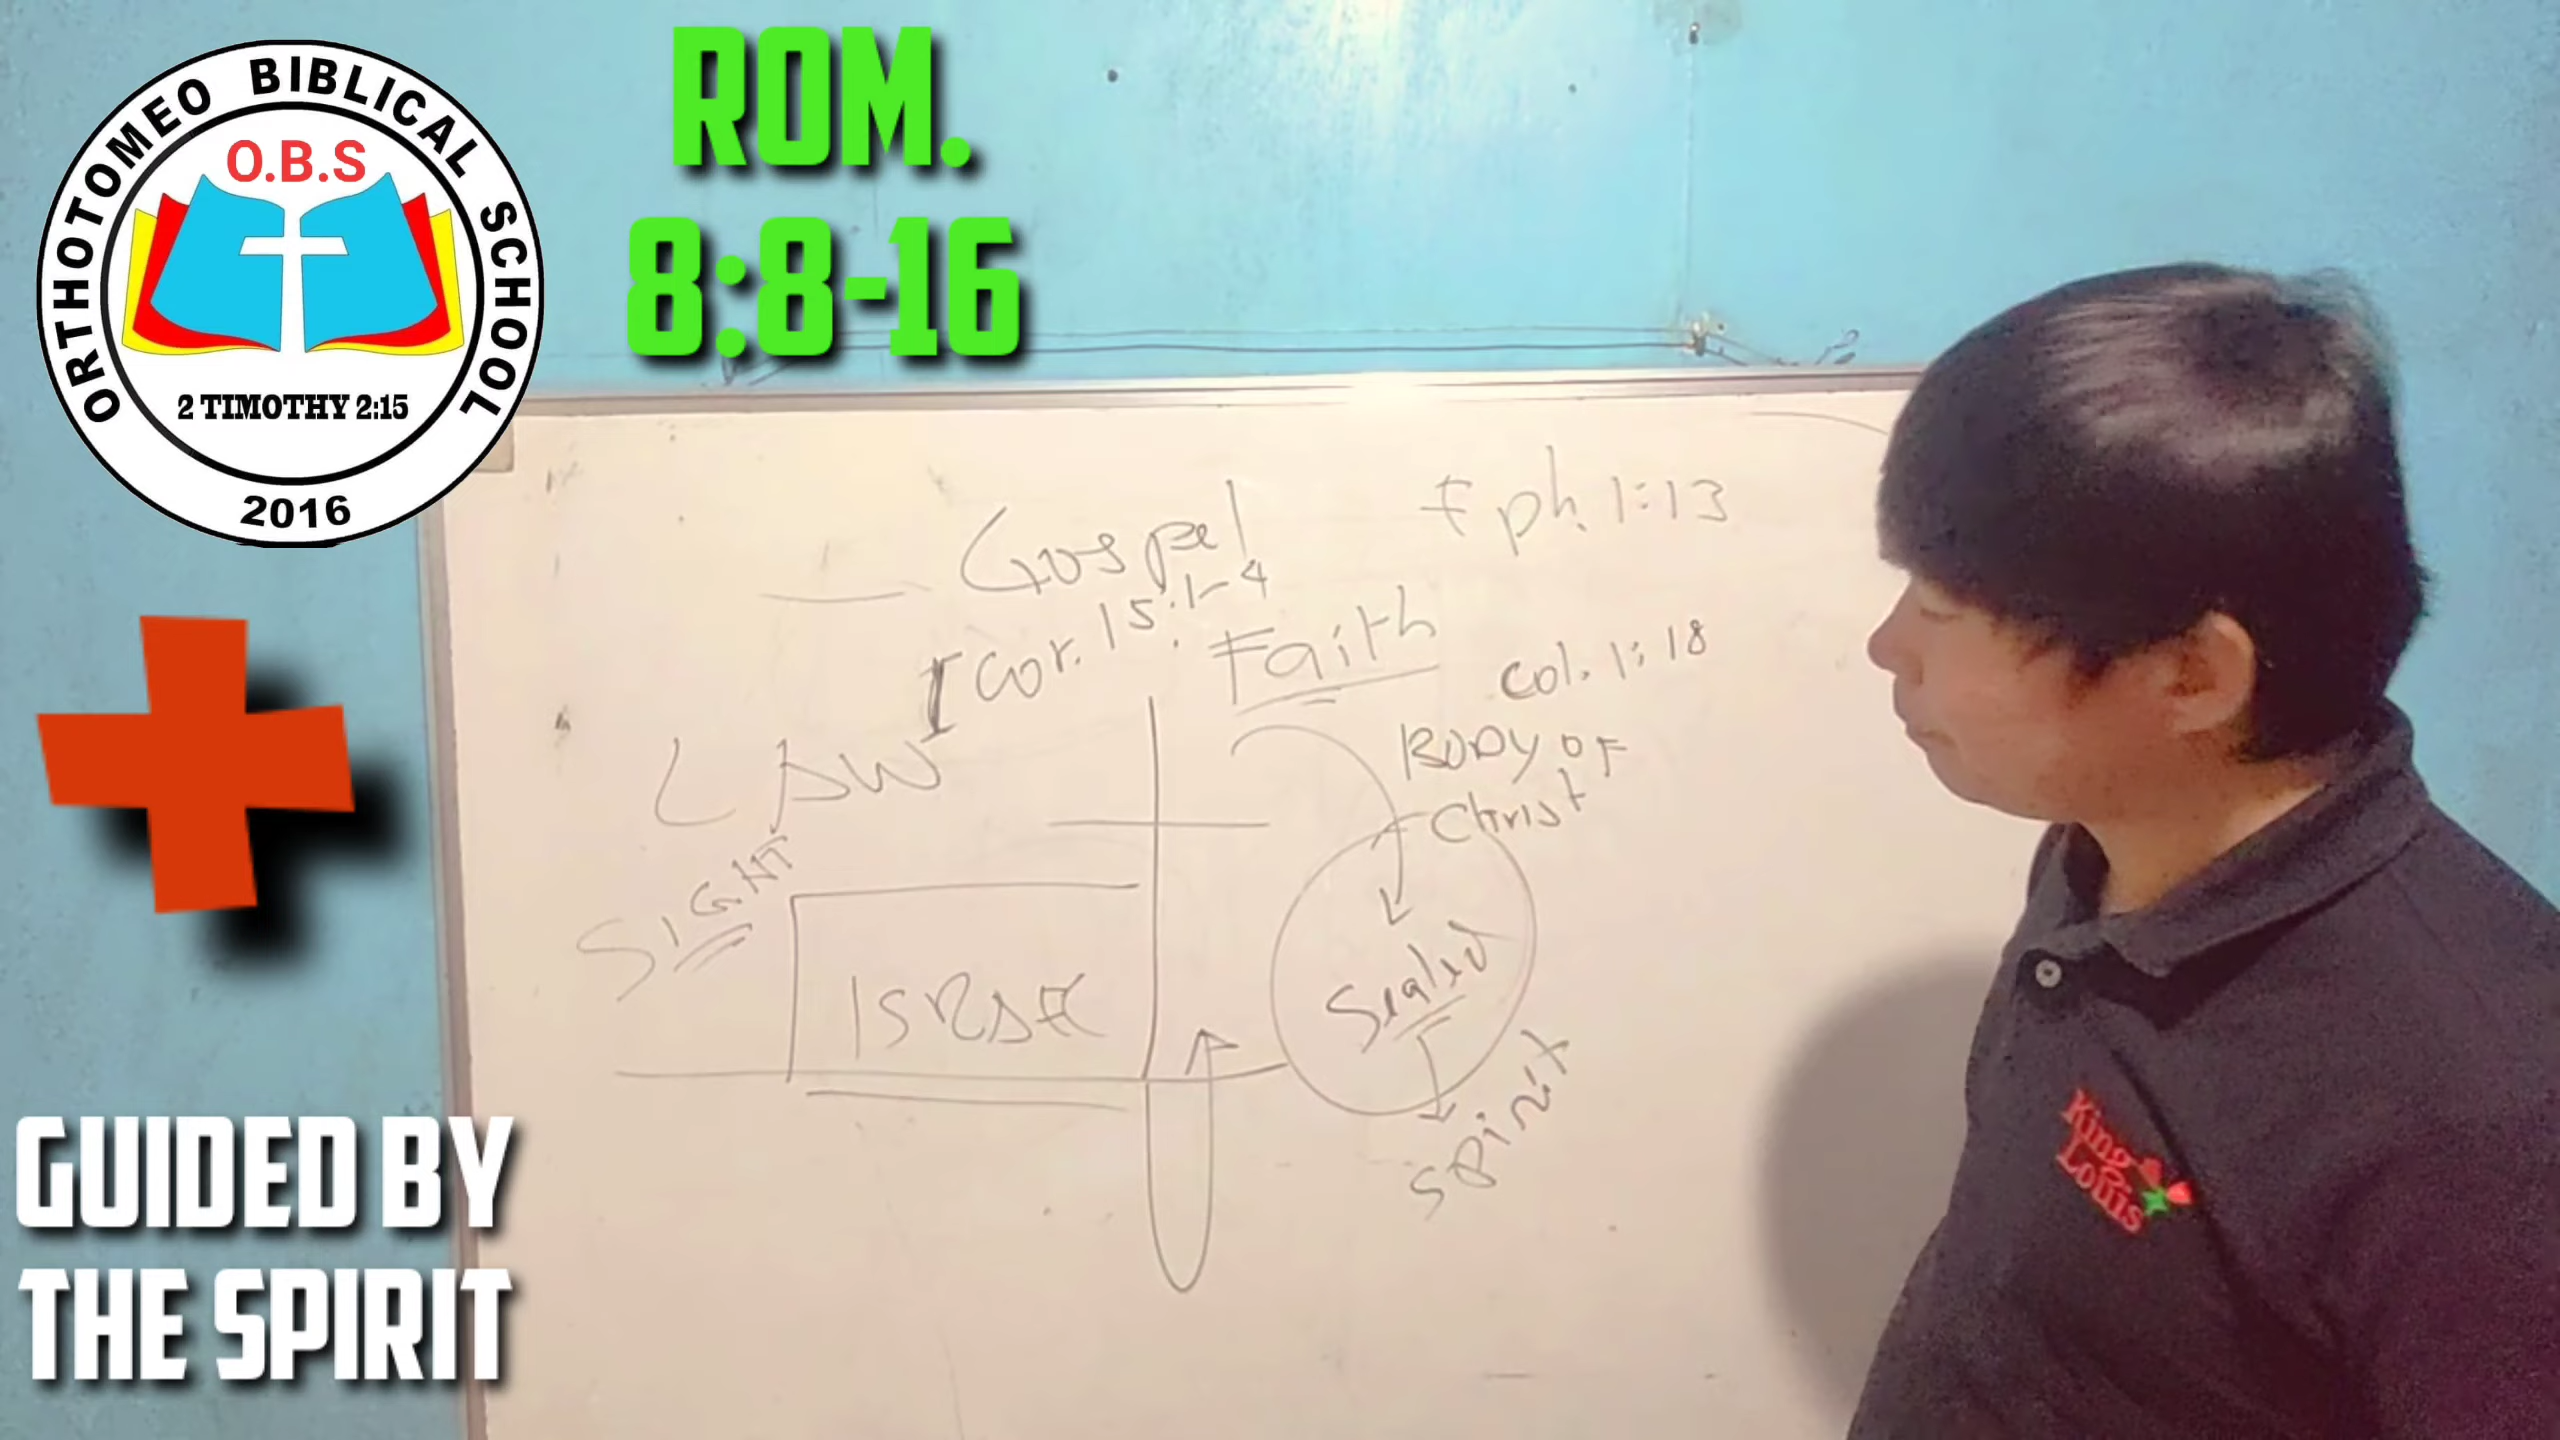 ORTHOTOMEO BIBLICAL SCHOOL
O.B.S
2 TIMOTHY 2:15
2016
ROM.
8:8-16
GUIDED BY
THE SPIRIT
Gospel
I Cor. 15:1-4
Eph. 1:13
Faith
Col. 1:18
LAW
BODY OF
Christ
SIGHT
ISRAEL
Sealed
SPirit
King
Lollis